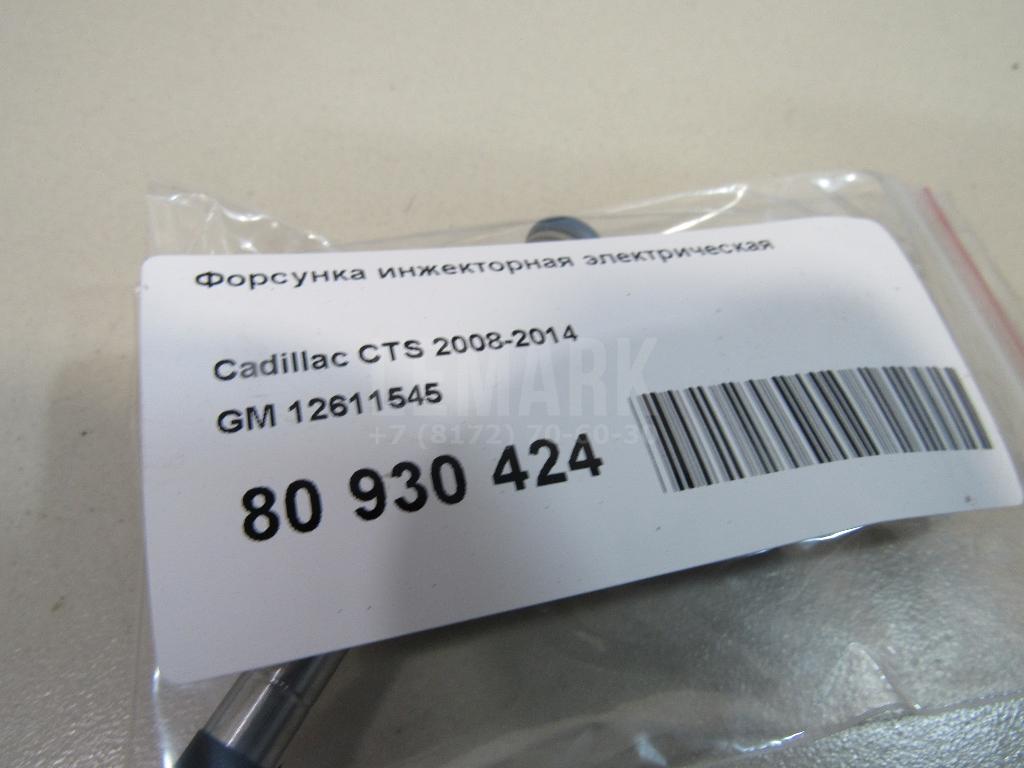 Форсунка инжекторная электрическая
Cadillac CTS 2008-2014
GM 12611545
80 930 424